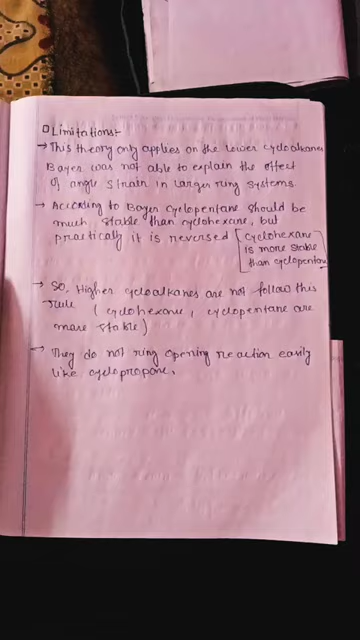 Limitations:-
→ This theory only applies on the Lower cycloalkanes
Bayer was not able to explain the effect
Of angle strain in Larger ring systems.
→ According to Bayer Cyclopentane should be
much stable than cyclohexane, but
practically it is reversed [cyclohexane
is more stable
than cyclopentane]
→ So, Higher cycloalkanes are not follow this
rule (cyclohexane, cyclopentane are
more stable)
→ They do not ring opening reaction easily
like cyclopropane.